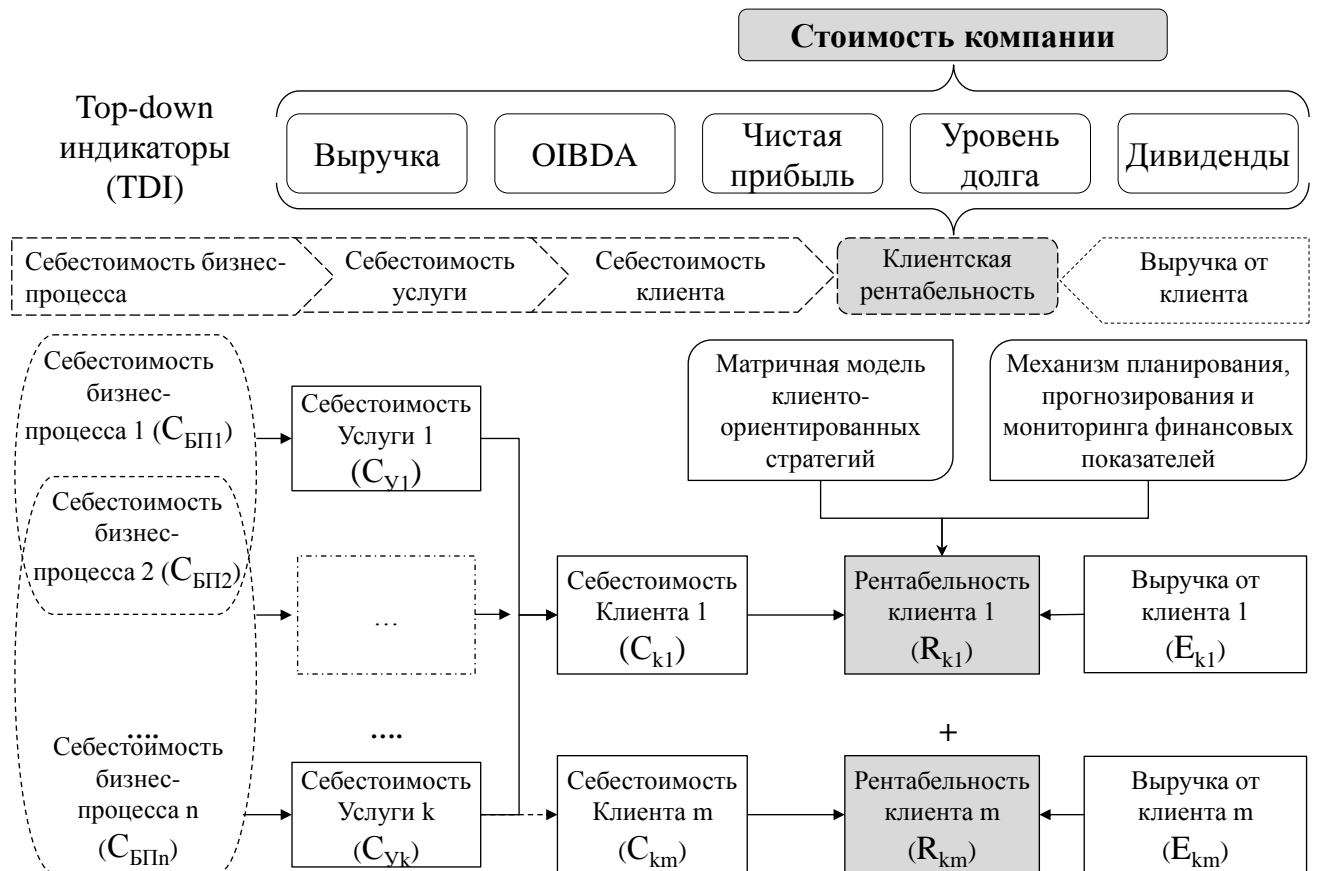 Стоимость компании
Top-down
индикаторы
(TDI)
Выручка
OIBDA
Чистая
прибыль
Уровень
долга
Дивиденды
Себестоимость бизнес-
процесса
Себестоимость
услуги
Себестоимость
клиента
Клиентская
рентабельность
Выручка от
клиента
Себестоимость
бизнес-
процесса 1 (СБП1)
Себестоимость
Услуги 1
(СУ1)
Матричная модель
клиенто-
ориентированных
стратегий
Механизм планирования,
прогнозирования и
мониторинга финансовых
показателей
Себестоимость
бизнес-
процесса 2 (СБП2)
...
Себестоимость
Клиента 1
(Ck1)
Рентабельность
клиента 1
(Rk1)
Выручка от
клиента 1
(Ek1)
....
....
+
Себестоимость
бизнес-
процесса n
(СБПn)
Себестоимость
Услуги k
(СУk)
Себестоимость
Клиента m
(Ckm)
Рентабельность
клиента m
(Rkm)
Выручка от
клиента m
(Ekm)